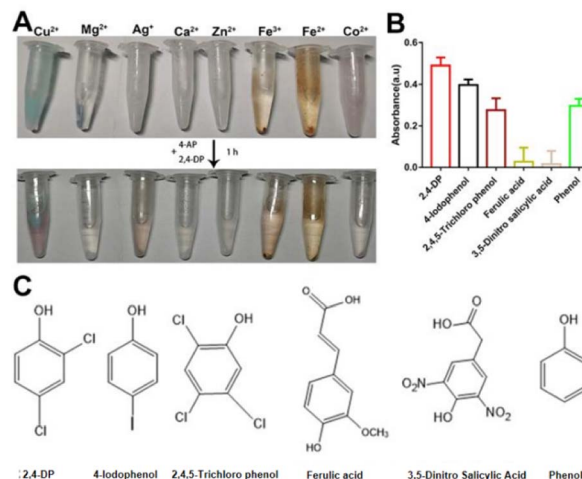 A
Cu²⁺ Mg²⁺ Ag⁺ Ca²⁺ Zn²⁺ Fe³⁺ Fe²⁺ Co²⁺
+ 4-AP
2,4-DP
1 h
B
Absorbance(a.u)
0.6
0.4
0.2
0.0
2.4-DP
4-Iodophenol
2,4,5-Trichloro phenol
Ferulic acid
3,5-Dinitro salicylic acid
Phenol
C
OH
Cl
Cl
OH
I
OH
Cl
Cl
Cl
O
OH
OCH₃
HO
O
HO
O₂N
NO₂
OH
OH
2,4-DP 4-Iodophenol 2,4,5-Trichloro phenol Ferulic acid 3,5-Dinitro Salicylic Acid Phenol